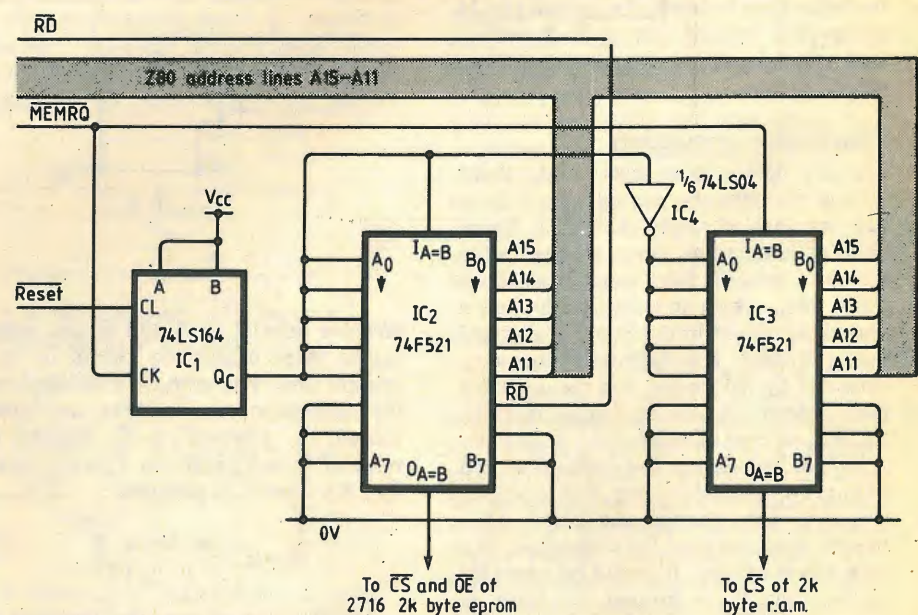 RD
Z80 address lines A15–A11
MEMRQ
Vcc
1/6 74LS04
IC4
A B
Reset
CL
74LS164
IC1
CK
QC
IA=B
A0
B0
IC2
74F521
A7
B7
OA=B
A15
A14
A13
A12
A11
RD
IA=B
A0
B0
IC3
74F521
A7
B7
OA=B
A15
A14
A13
A12
A11
0V
To CS and OE of
2716 2k byte eprom
To CS of 2k
byte r.a.m.